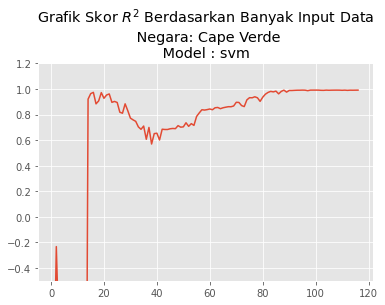 Grafik Skor R² Berdasarkan Banyak Input Data
Negara: Cape Verde
Model : svm
1.2
1.0
0.8
0.6
0.4
0.2
0.0
−0.2
−0.4
0 20 40 60 80 100 120